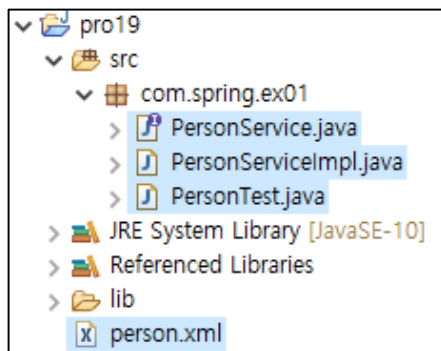 pro19
src
com.spring.ex01
PersonService.java
PersonServiceImpl.java
PersonTest.java
JRE System Library [JavaSE-10]
Referenced Libraries
lib
person.xml